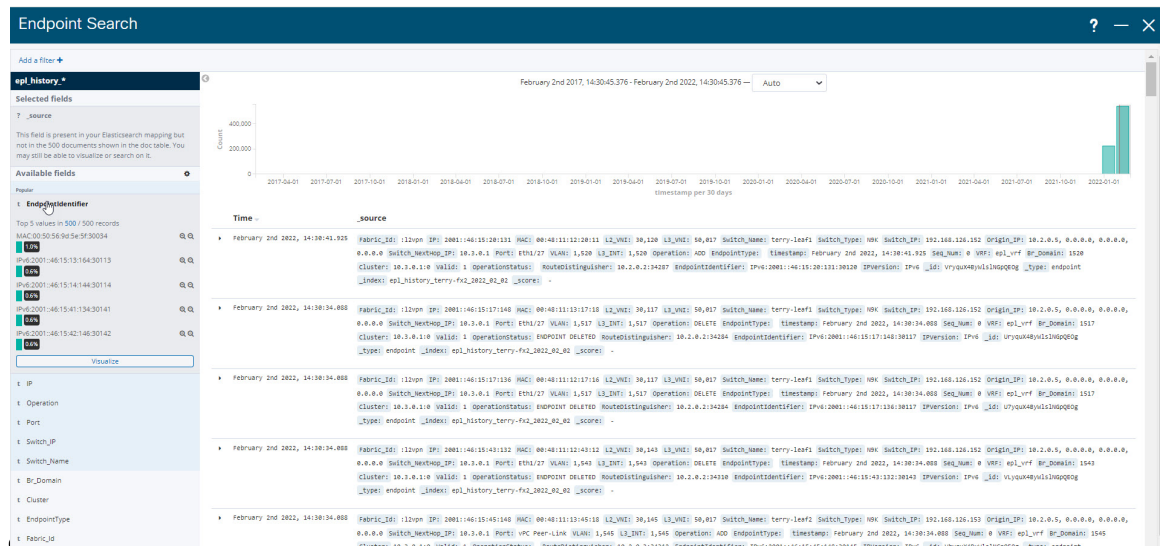 Endpoint Search
? — ×
Add a filter +
epl_history_*
February 2nd 2017, 14:30:45.376 - February 2nd 2022, 14:30:45.376 — Auto
Selected fields
? _source
This field is present in your Elasticsearch mapping but
not in the 500 documents shown in the doc table. You
may still be able to visualize or search on it.
Available fields
Popular
t EndpointIdentifier
Top 5 values in 500 / 500 records
MAC:00:50:56:9d:5e:5f:30034
1.0%
IPv6:2001::46:15:13:164:30113
0.6%
IPv6:2001::46:15:14:144:30114
0.6%
IPv6:2001::46:15:41:134:30141
0.6%
IPv6:2001::46:15:42:146:30142
0.6%
Visualize
t IP
t Operation
t Port
t Switch_IP
t Switch_Name
t Br_Domain
t Cluster
t EndpointType
t Fabric_Id
Count
400,000
200,000
0
2017-04-01 2017-07-01 2017-10-01 2018-01-01 2018-04-01 2018-07-01 2018-10-01 2019-01-01 2019-04-01 2019-07-01 2019-10-01 2020-01-01 2020-04-01 2020-07-01 2020-10-01 2021-01-01 2021-04-01 2021-07-01 2021-10-01 2022-01-01
timestamp per 30 days
Time _source
February 2nd 2022, 14:30:41.925 Fabric_Id: :l2vpn IP: 2001::46:15:20:131 MAC: 00:48:11:12:20:11 L2_VNI: 30,120 L3_VNI: 50,017 Switch_Name: terry-leaf1 Switch_Type: N9K Switch_IP: 192.168.126.152 Origin_IP: 10.2.0.5, 0.0.0.0, 0.0.0.0,
0.0.0.0 Switch_NextHop_IP: 10.3.0.1 Port: Eth1/27 VLAN: 1,520 L3_INT: 1,520 Operation: ADD EndpointType: timestamp: February 2nd 2022, 14:30:41.925 Seq_Num: 0 VRF: epl_vrf Br_Domain: 1520
Cluster: 10.3.0.1:0 Valid: 1 OperationStatus: RouteDistinguisher: 10.2.0.2:34287 EndpointIdentifier: IPv6:2001::46:15:20:131:30120 IPVersion: IPv6 _id: _type: endpoint
_index: epl_history_terry-fx2_2022_02_02 _score: -
February 2nd 2022, 14:30:34.088 Fabric_Id: :l2vpn IP: 2001::46:15:17:148 MAC: 00:48:11:13:17:18 L2_VNI: 30,117 L3_VNI: 50,017 Switch_Name: terry-leaf1 Switch_Type: N9K Switch_IP: 192.168.126.152 Origin_IP: 10.2.0.5, 0.0.0.0, 0.0.0.0,
0.0.0.0 Switch_NextHop_IP: 10.3.0.1 Port: Eth1/27 VLAN: 1,517 L3_INT: 1,517 Operation: DELETE EndpointType: timestamp: February 2nd 2022, 14:30:34.088 Seq_Num: 0 VRF: epl_vrf Br_Domain: 1517
Cluster: 10.3.0.1:0 Valid: 1 OperationStatus: ENDPOINT DELETED RouteDistinguisher: 10.2.0.2:34284 EndpointIdentifier: IPv6:2001::46:15:17:148:30117 IPVersion: IPv6 _id:
_type: endpoint _index: epl_history_terry-fx2_2022_02_02 _score: -
February 2nd 2022, 14:30:34.088 Fabric_Id: :l2vpn IP: 2001::46:15:17:136 MAC: 00:48:11:12:17:16 L2_VNI: 30,117 L3_VNI: 50,017 Switch_Name: terry-leaf1 Switch_Type: N9K Switch_IP: 192.168.126.152 Origin_IP: 10.2.0.5, 0.0.0.0, 0.0.0.0,
0.0.0.0 Switch_NextHop_IP: 10.3.0.1 Port: Eth1/27 VLAN: 1,517 L3_INT: 1,517 Operation: DELETE EndpointType: timestamp: February 2nd 2022, 14:30:34.088 Seq_Num: 0 VRF: epl_vrf Br_Domain: 1517
Cluster: 10.3.0.1:0 Valid: 1 OperationStatus: ENDPOINT DELETED RouteDistinguisher: 10.2.0.2:34284 EndpointIdentifier: IPv6:2001::46:15:17:136:30117 IPVersion: IPv6 _id:
_type: endpoint _index: epl_history_terry-fx2_2022_02_02 _score: -
February 2nd 2022, 14:30:34.088 Fabric_Id: :l2vpn IP: 2001::46:15:43:132 MAC: 00:48:11:12:43:12 L2_VNI: 30,143 L3_VNI: 50,017 Switch_Name: terry-leaf1 Switch_Type: N9K Switch_IP: 192.168.126.152 Origin_IP: 10.2.0.5, 0.0.0.0, 0.0.0.0,
0.0.0.0 Switch_NextHop_IP: 10.3.0.1 Port: Eth1/27 VLAN: 1,543 L3_INT: 1,543 Operation: DELETE EndpointType: timestamp: February 2nd 2022, 14:30:34.088 Seq_Num: 0 VRF: epl_vrf Br_Domain: 1543
Cluster: 10.3.0.1:0 Valid: 1 OperationStatus: ENDPOINT DELETED RouteDistinguisher: 10.2.0.2:34310 EndpointIdentifier: IPv6:2001::46:15:43:132:30143 IPVersion: IPv6 _id:
_type: endpoint _index: epl_history_terry-fx2_2022_02_02 _score: -
February 2nd 2022, 14:30:34.088 Fabric_Id: :l2vpn IP: 2001::46:15:45:148 MAC: 00:48:11:13:45:18 L2_VNI: 30,145 L3_VNI: 50,017 Switch_Name: terry-leaf2 Switch_Type: N9K Switch_IP: 192.168.126.153 Origin_IP: 10.2.0.5, 0.0.0.0, 0.0.0.0,
0.0.0.0 Switch_NextHop_IP: 10.3.0.1 Port: vPC Peer-Link VLAN: 1,545 L3_INT: 1,545 Operation: ADD EndpointType: timestamp: February 2nd 2022, 14:30:34.088 Seq_Num: 0 VRF: epl_vrf Br_Domain: 1545